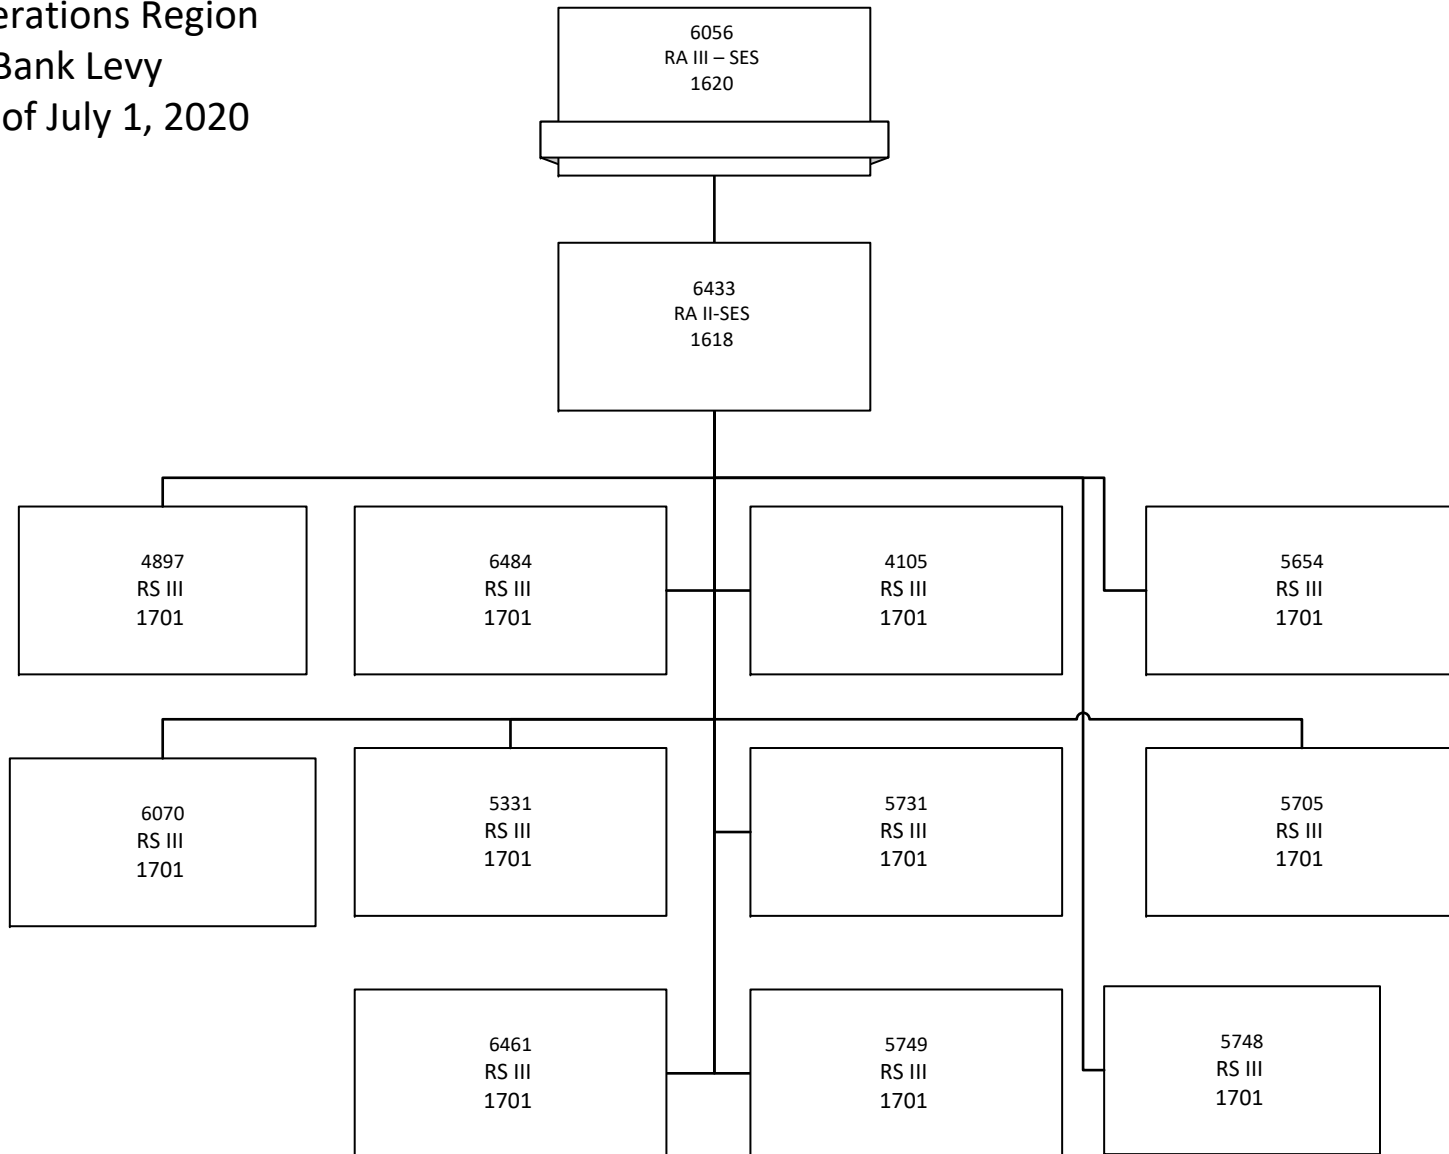 erations Region
Bank Levy
of July 1, 2020
6056
RA III – SES
1620
6433
RA II-SES
1618
4897
RS III
1701
6484
RS III
1701
4105
RS III
1701
5654
RS III
1701
6070
RS III
1701
5331
RS III
1701
5731
RS III
1701
5705
RS III
1701
6461
RS III
1701
5749
RS III
1701
5748
RS III
1701